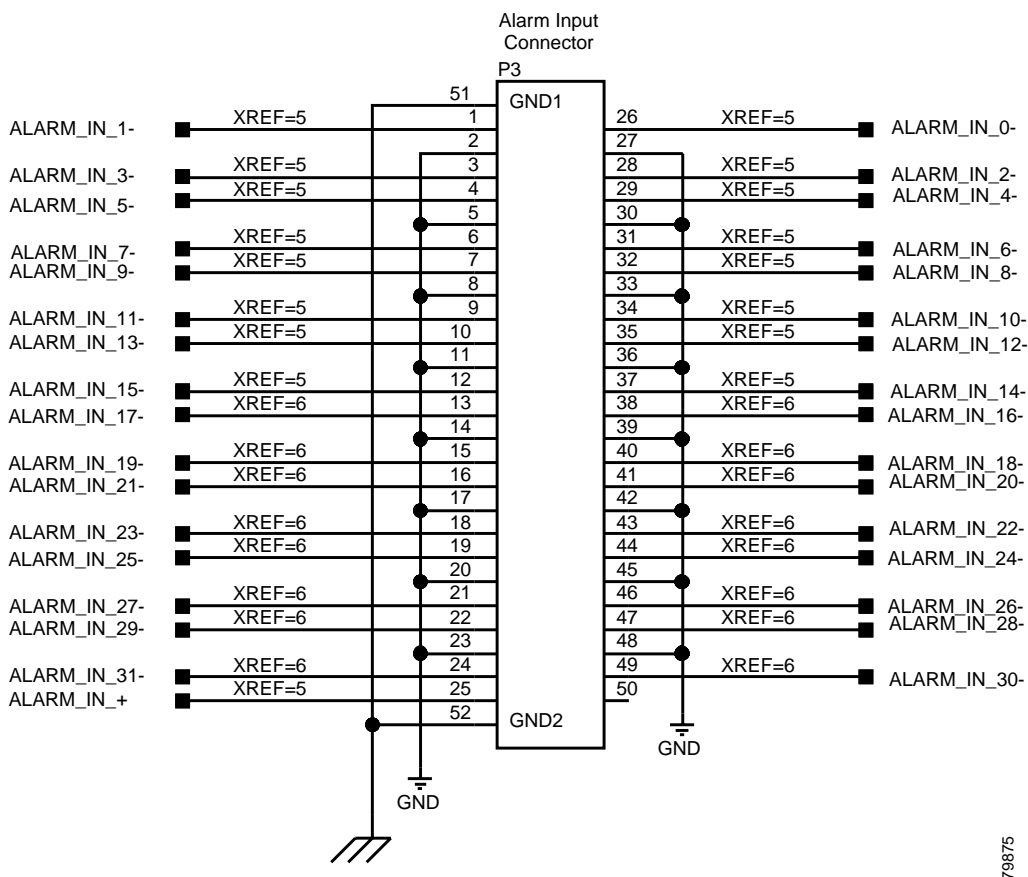 Alarm Input
Connector
P3
51 GND1
ALARM_IN_1- XREF=5 1 26 XREF=5 ALARM_IN_0-
2 27
ALARM_IN_3- XREF=5 3 28 XREF=5 ALARM_IN_2-
ALARM_IN_5- XREF=5 4 29 XREF=5 ALARM_IN_4-
5 30
ALARM_IN_7- XREF=5 6 31 XREF=5 ALARM_IN_6-
ALARM_IN_9- XREF=5 7 32 XREF=5 ALARM_IN_8-
8 33
ALARM_IN_11- XREF=5 9 34 XREF=5 ALARM_IN_10-
ALARM_IN_13- XREF=5 10 35 XREF=5 ALARM_IN_12-
11 36
ALARM_IN_15- XREF=5 12 37 XREF=5 ALARM_IN_14-
ALARM_IN_17- XREF=6 13 38 XREF=6 ALARM_IN_16-
14 39
ALARM_IN_19- XREF=6 15 40 XREF=6 ALARM_IN_18-
ALARM_IN_21- XREF=6 16 41 XREF=6 ALARM_IN_20-
17 42
ALARM_IN_23- XREF=6 18 43 XREF=6 ALARM_IN_22-
ALARM_IN_25- XREF=6 19 44 XREF=6 ALARM_IN_24-
20 45
ALARM_IN_27- XREF=6 21 46 XREF=6 ALARM_IN_26-
ALARM_IN_29- XREF=6 22 47 XREF=6 ALARM_IN_28-
23 48
ALARM_IN_31- XREF=6 24 49 XREF=6 ALARM_IN_30-
ALARM_IN_+ XREF=5 25 50
52 GND2
GND
GND
79875